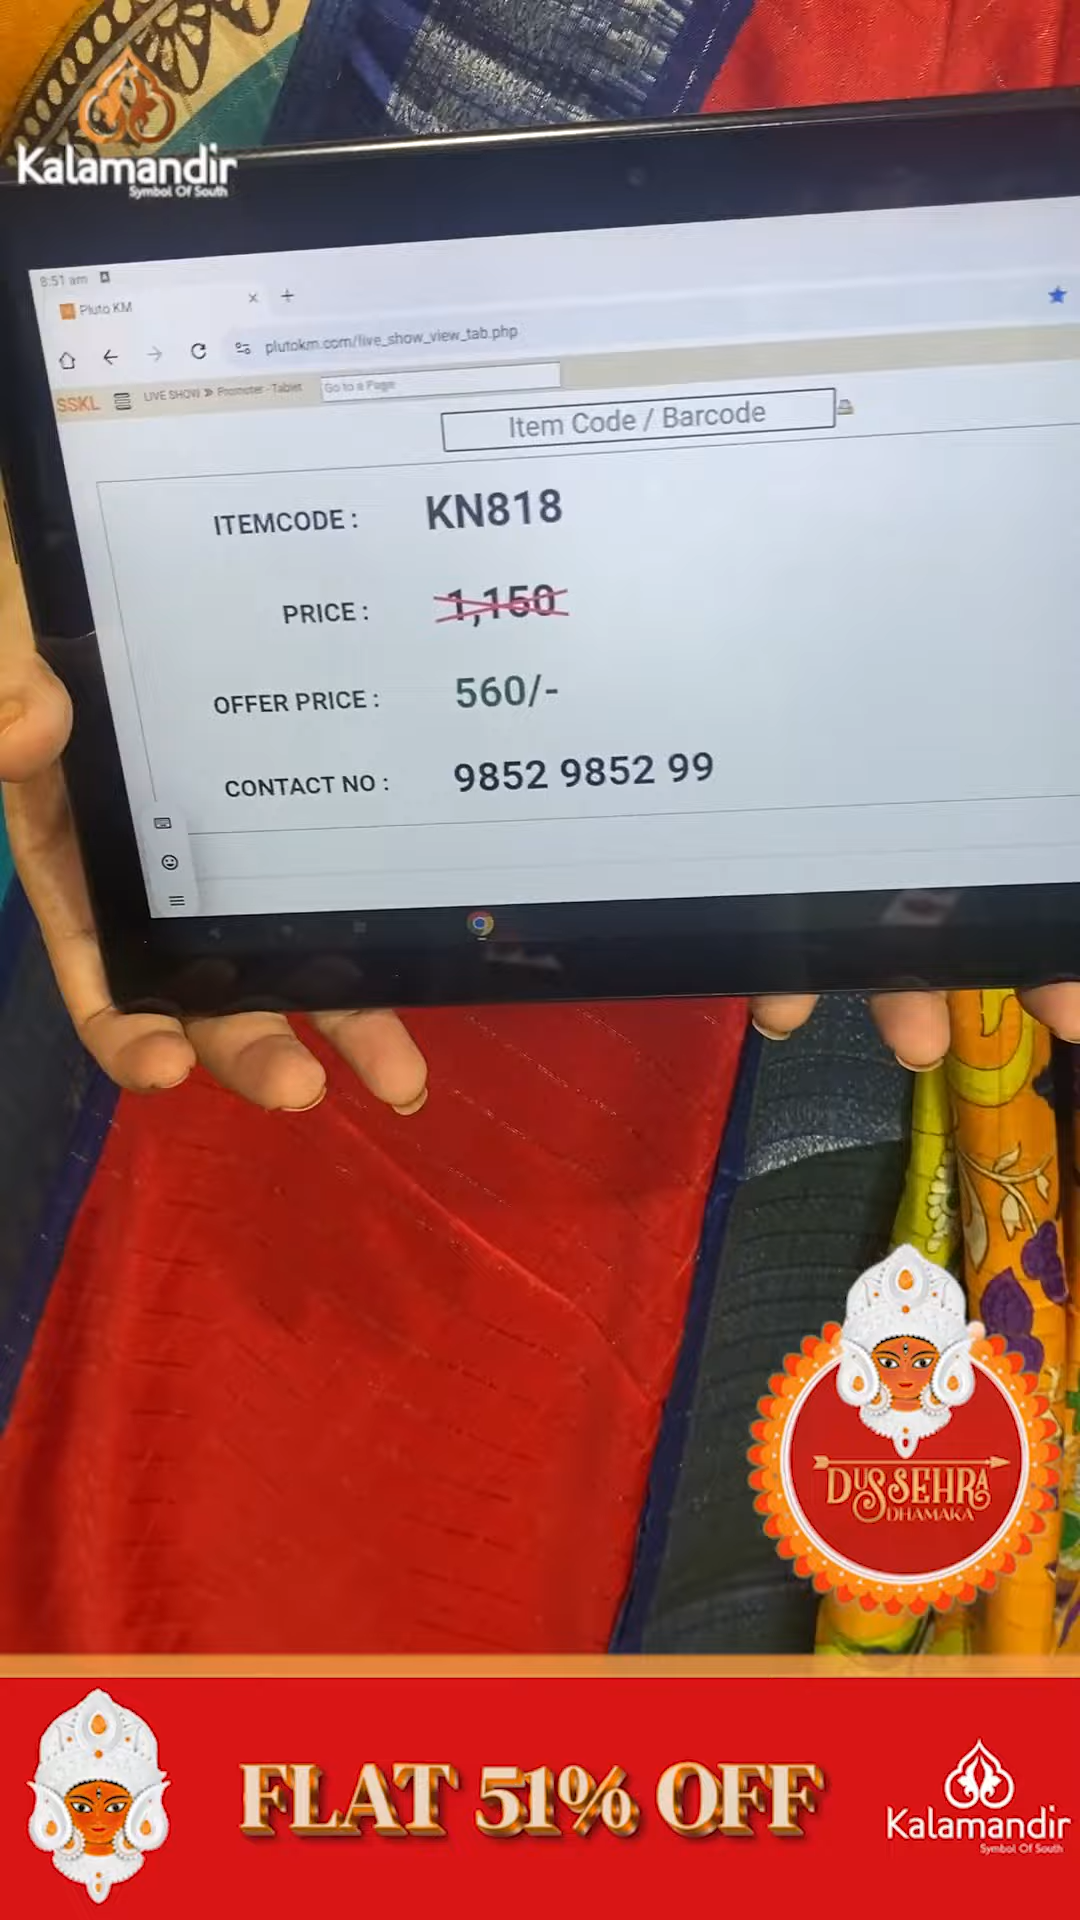 Kalamandir
Symbol Of South
8:51 am
Pluto KM
plutokm.com/live_show_view_tab.php
SSKL
LIVE SHOW » Promoter - Tablet
Go to a Page
Item Code / Barcode
ITEMCODE : KN818
PRICE : 1,150
OFFER PRICE : 560/-
CONTACT NO : 9852 9852 99
DUSSEHRA
DHAMAKA
FLAT 51% OFF
Kalamandir
Symbol Of South